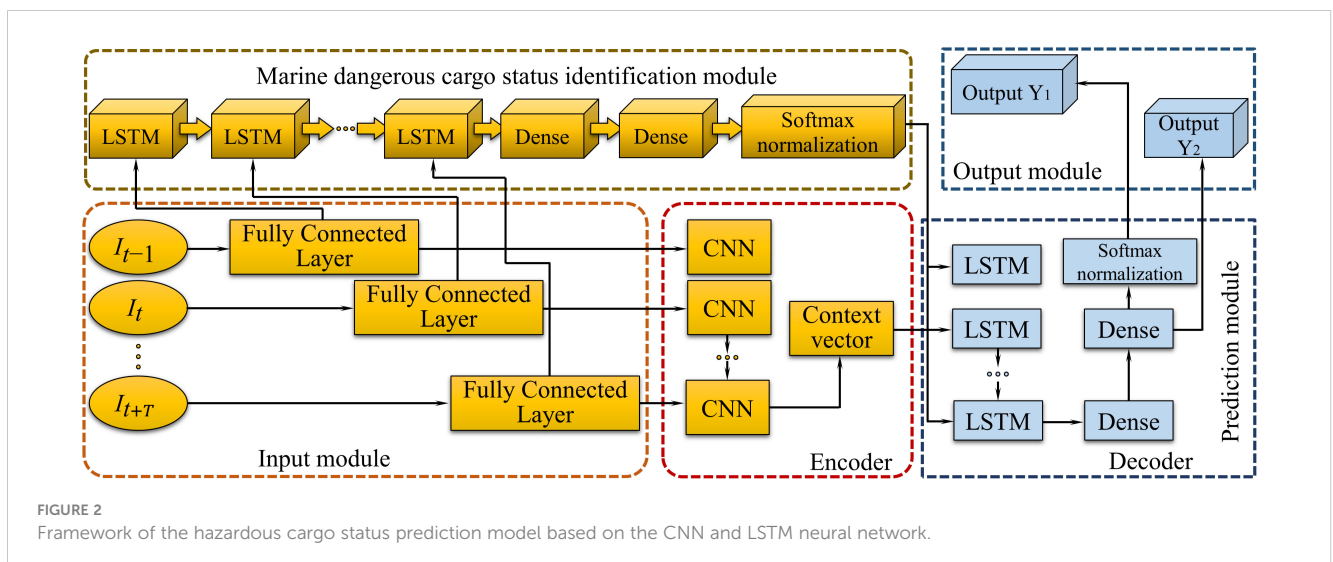 Marine dangerous cargo status identification module
LSTM
LSTM
LSTM
Dense
Dense
Softmax
normalization
Output Y1
Output
Y2
Output module
It−1
Fully Connected
Layer
CNN
It
Fully Connected
Layer
CNN
Context
vector
It+T
Fully Connected
Layer
CNN
Input module
Encoder
LSTM
Softmax
normalization
LSTM
Dense
LSTM
Dense
Decoder
Prediction module
FIGURE 2
Framework of the hazardous cargo status prediction model based on the CNN and LSTM neural network.